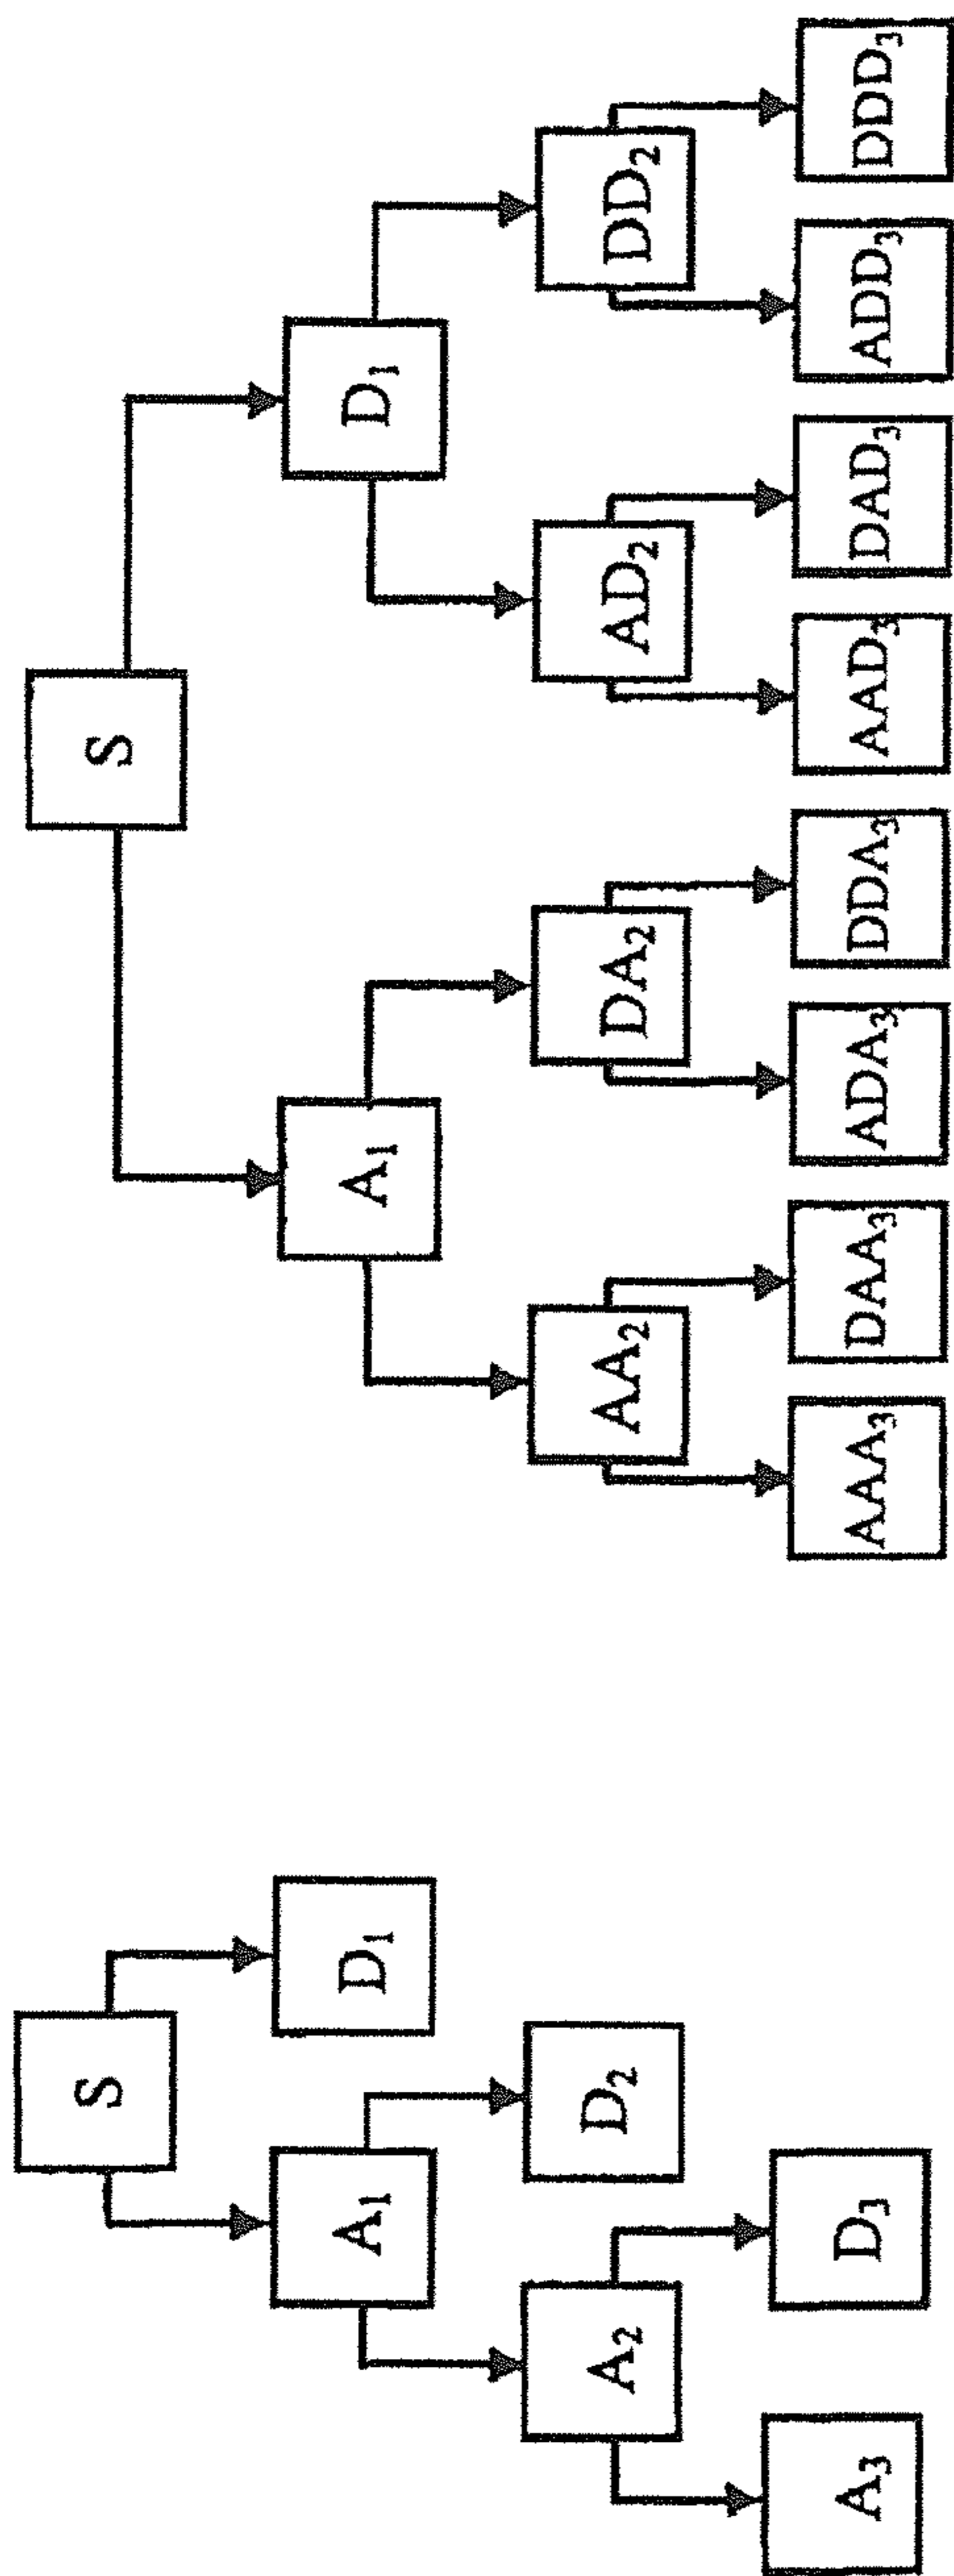 S
A₁ D₁
A₂ D₂
A₃ D₃
S
A₁ D₁
AA₂ DA₂ AD₂ DD₂
AAA₃ DAA₃ ADA₃ DDA₃ AAD₃ DAD₃ ADD₃ DDD₃